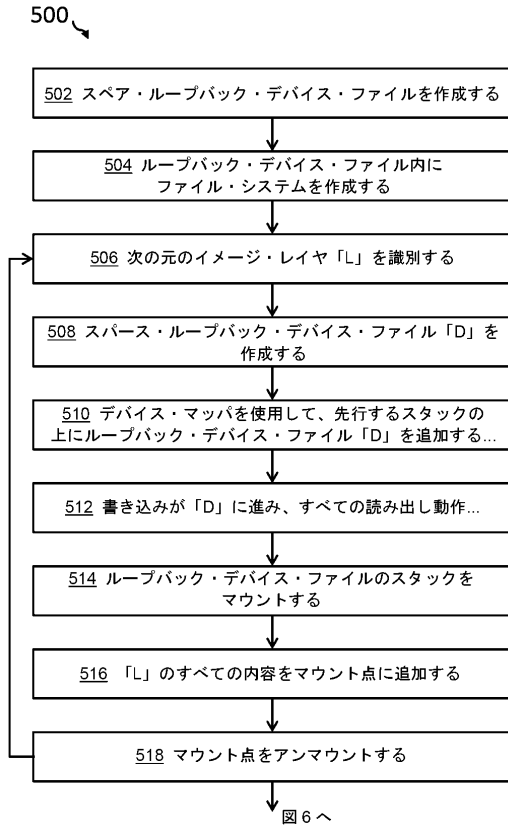 500
502 スペア・ループバック・デバイス・ファイルを作成する
504 ループバック・デバイス・ファイル内に
ファイル・システムを作成する
506 次の元のイメージ・レイヤ「L」を識別する
508 スパース・ループバック・デバイス・ファイル「D」を
作成する
510 デバイス・マッパを使用して、先行するスタックの
上にループバック・デバイス・ファイル「D」を追加する...
512 書き込みが「D」に進み、すべての読み出し動作...
514 ループバック・デバイス・ファイルのスタックを
マウントする
516 「L」のすべての内容をマウント点に追加する
518 マウント点をアンマウントする
図 6 へ